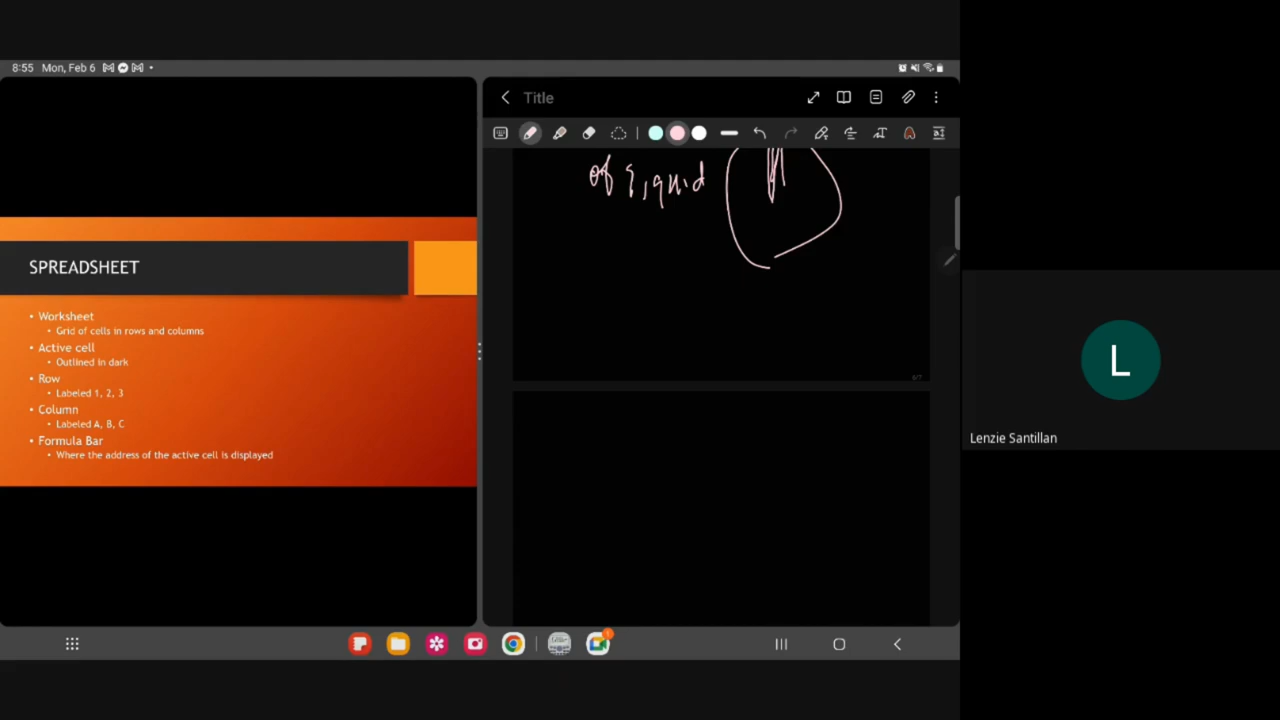 8:55 Mon, Feb 6
Title
of liquid
SPREADSHEET
• Worksheet
• Grid of cells in rows and columns
• Active cell
• Outlined in dark
• Row
• Labeled 1, 2, 3
• Column
• Labeled A, B, C
• Formula Bar
• Where the address of the active cell is displayed
L
Lenzie Santillan